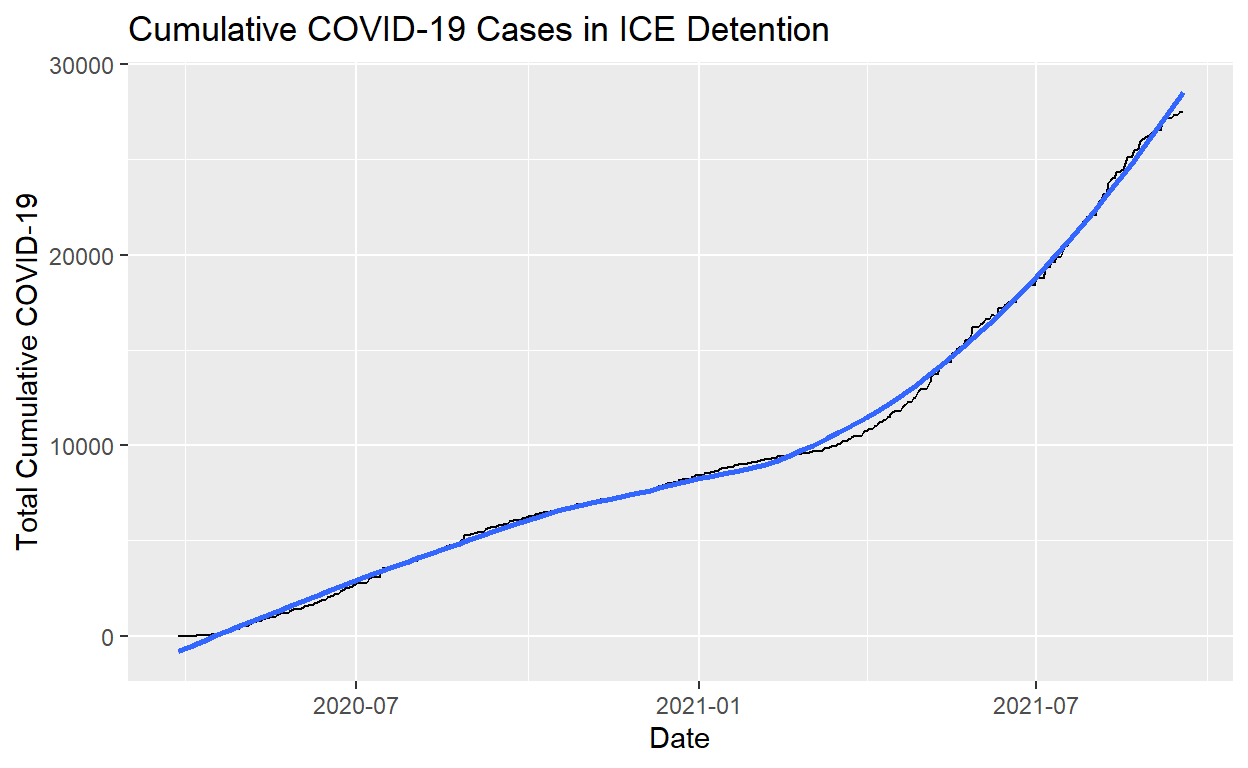 Cumulative COVID-19 Cases in ICE Detention
Total Cumulative COVID-19
30000
20000
10000
0
2020-07
2021-01
2021-07
Date